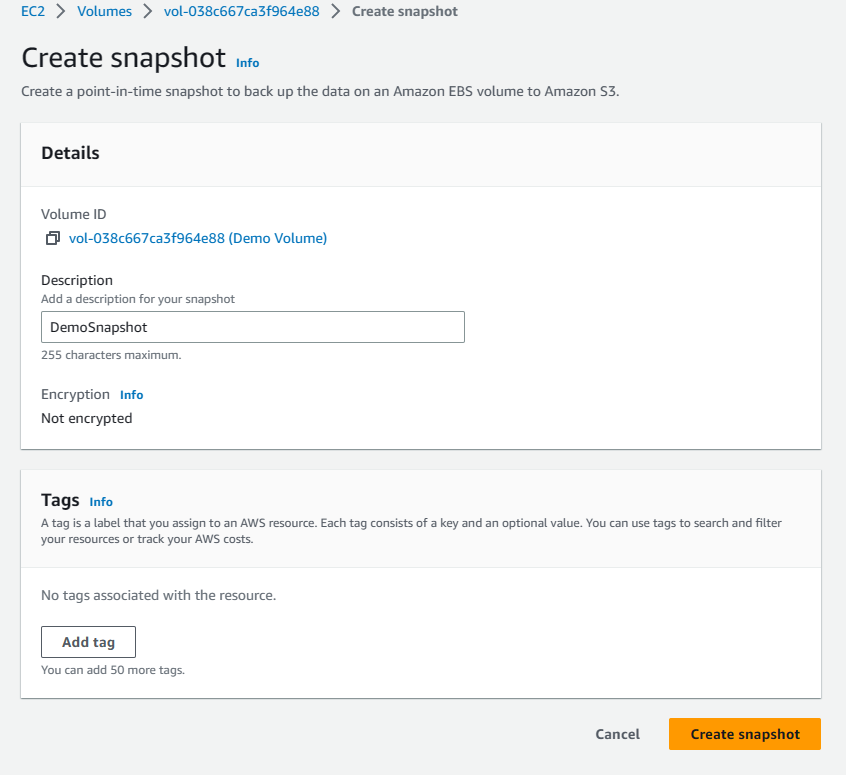 EC2 > Volumes > vol-038c667ca3f964e88 > Create snapshot
Create snapshot Info
Create a point-in-time snapshot to back up the data on an Amazon EBS volume to Amazon S3.
Details
Volume ID
vol-038c667ca3f964e88 (Demo Volume)
Description
Add a description for your snapshot
DemoSnapshot
255 characters maximum.
Encryption Info
Not encrypted
Tags Info
A tag is a label that you assign to an AWS resource. Each tag consists of a key and an optional value. You can use tags to search and filter
your resources or track your AWS costs.
No tags associated with the resource.
Add tag
You can add 50 more tags.
Cancel Create snapshot